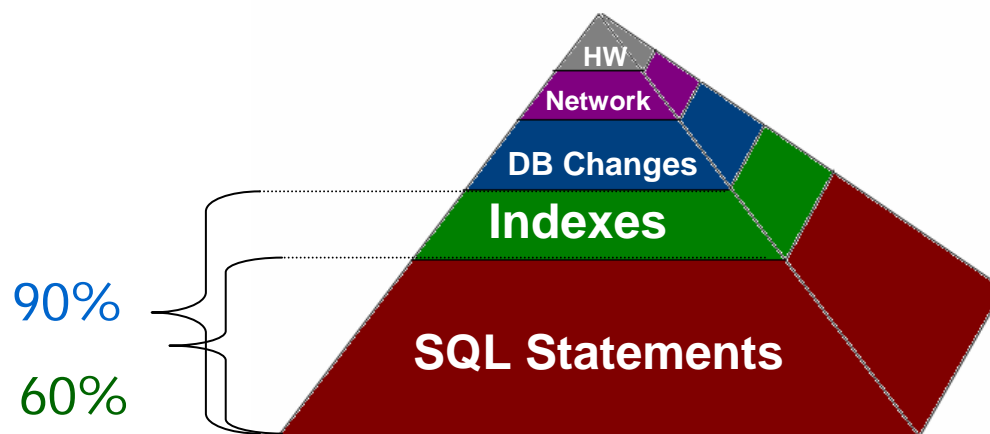 HW
Network
DB Changes
Indexes
90%
SQL Statements
60%